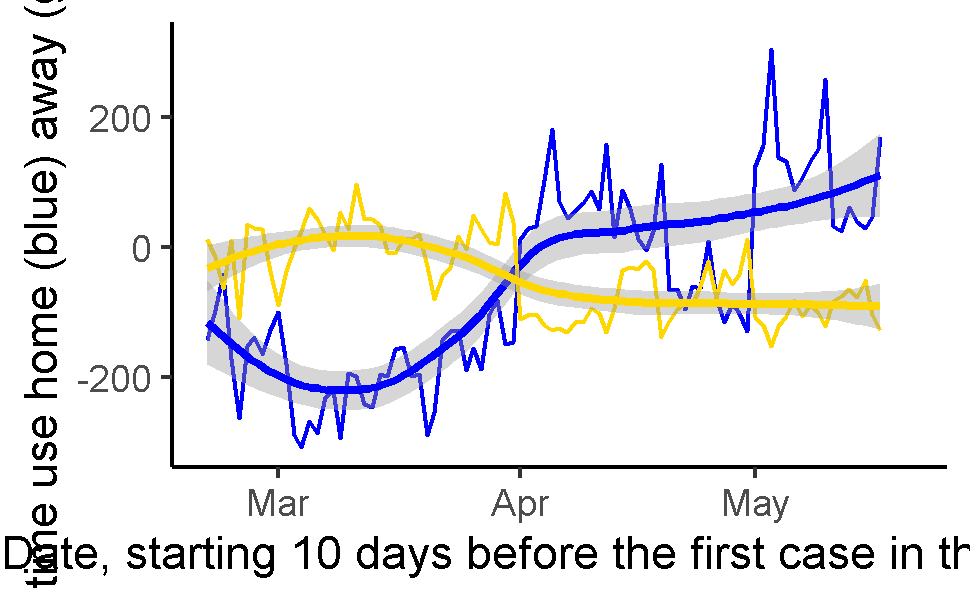 time use home (blue) away (
200
0
-200
Mar Apr May
Date, starting 10 days before the first case in th